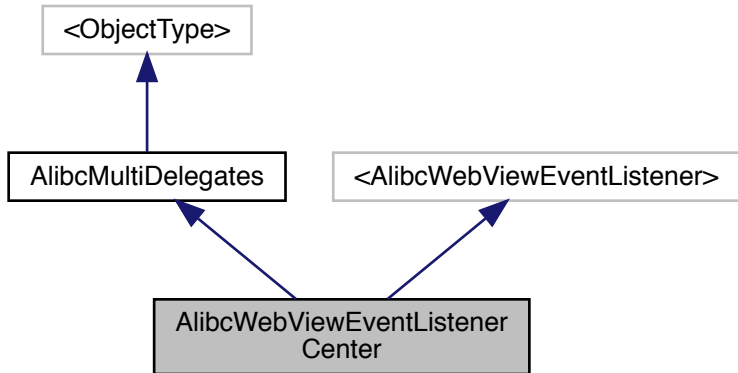 <ObjectType>
AlibcMultiDelegates
<AlibcWebViewEventListener>
AlibcWebViewEventListener
Center